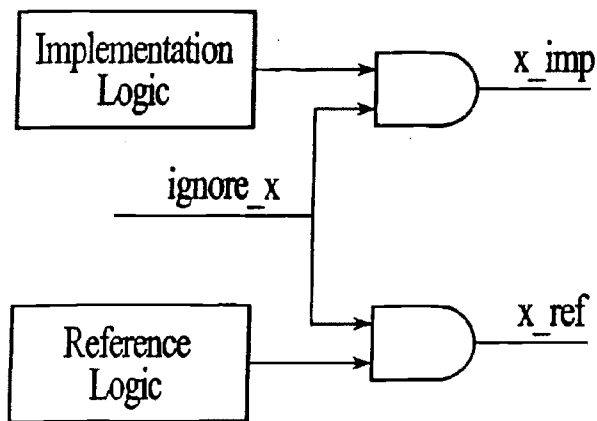 Implementation
Logic
x_imp
ignore_x
x_ref
Reference
Logic